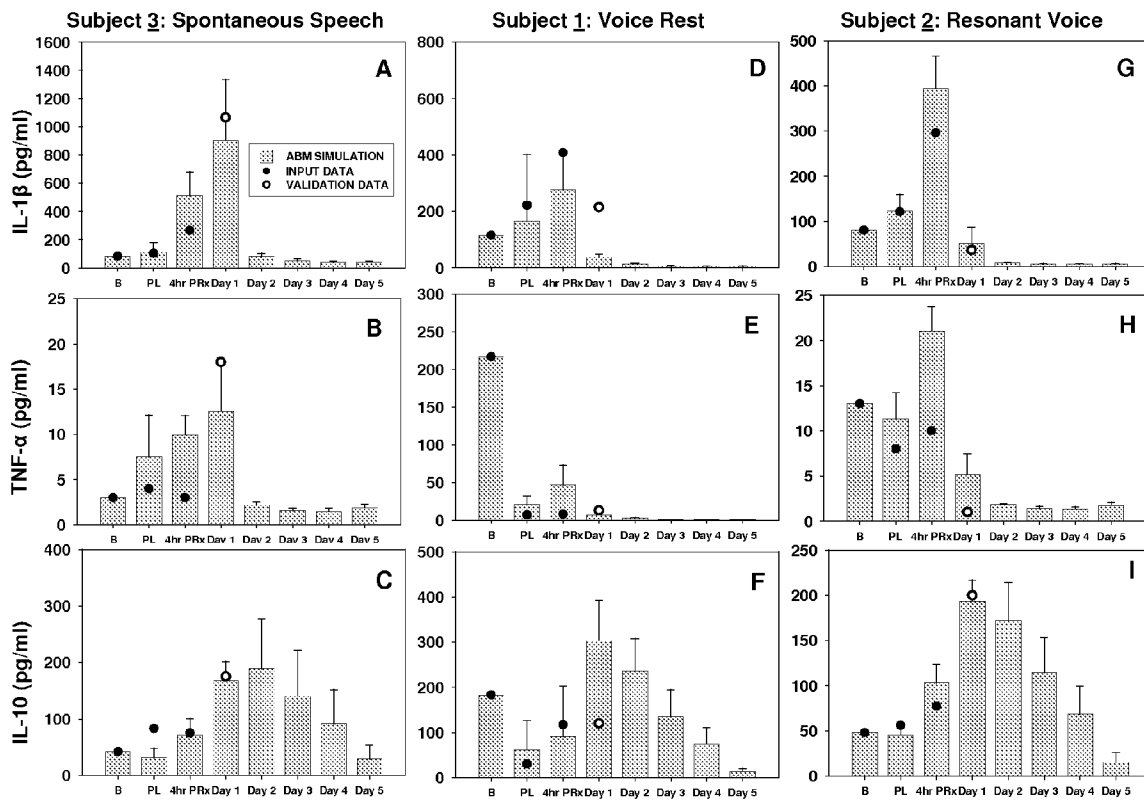 Subject 3: Spontaneous Speech
Subject 1: Voice Rest
Subject 2: Resonant Voice
IL-1β (pg/ml)
1600
1400
1200
1000
800
600
400
200
0
A
ABM SIMULATION
INPUT DATA
VALIDATION DATA
B PL 4hr PRx Day 1 Day 2 Day 3 Day 4 Day 5
800
600
400
200
0
D
B PL 4hr PRx Day 1 Day 2 Day 3 Day 4 Day 5
500
400
300
200
100
0
G
B PL 4hr PRx Day 1 Day 2 Day 3 Day 4 Day 5
TNF-α (pg/ml)
25
20
15
10
5
0
B
B PL 4hr PRx Day 1 Day 2 Day 3 Day 4 Day 5
300
250
200
150
100
50
0
E
B PL 4hr PRx Day 1 Day 2 Day 3 Day 4 Day 5
25
20
15
10
5
0
H
B PL 4hr PRx Day 1 Day 2 Day 3 Day 4 Day 5
IL-10 (pg/ml)
400
300
200
100
0
C
B PL 4hr PRx Day 1 Day 2 Day 3 Day 4 Day 5
500
400
300
200
100
0
F
B PL 4hr PRx Day 1 Day 2 Day 3 Day 4 Day 5
250
200
150
100
50
0
I
B PL 4hr PRx Day 1 Day 2 Day 3 Day 4 Day 5